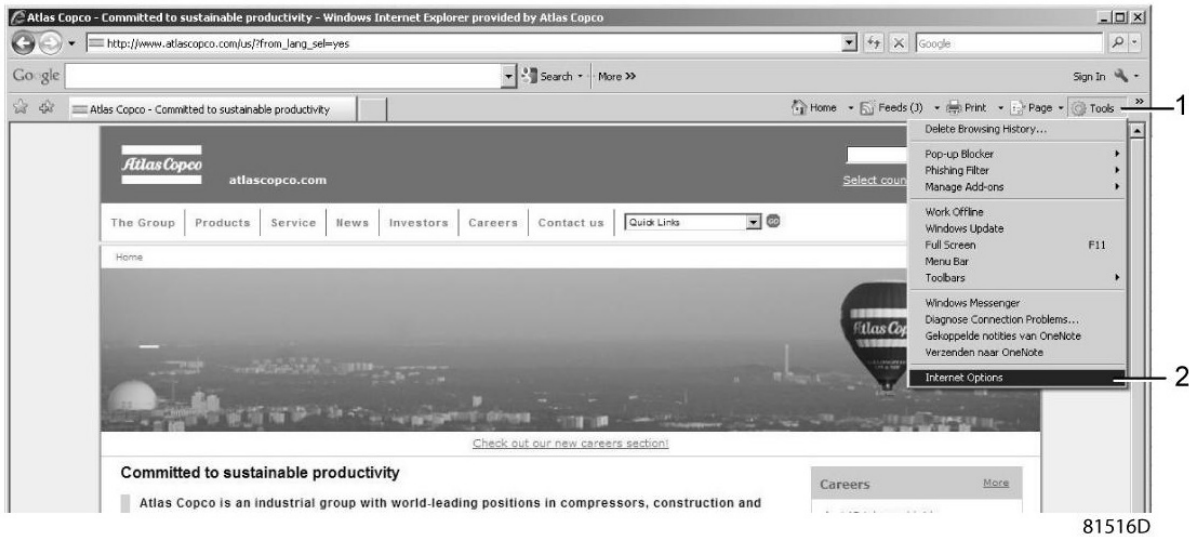 Atlas Copco - Committed to sustainable productivity - Windows Internet Explorer provided by Atlas Copco
http://www.atlascopco.com/us/?from_lang_sel=yes
Google
Google
Search
More >>
Sign In
Atlas Copco - Committed to sustainable productivity
Home
Feeds (J)
Print
Page
Tools
»
1
Delete Browsing History...
Pop-up Blocker
Phishing Filter
Manage Add-ons
Work Offline
Windows Update
Full Screen F11
Menu Bar
Toolbars
Windows Messenger
Diagnose Connection Problems...
Gekoppelde notities van OneNote
Verzenden naar OneNote
Internet Options
2
Atlas Copco
atlascopco.com
Select coun
The Group
Products
Service
News
Investors
Careers
Contact us
Quick Links
GO
Home
Atlas Cop
Check out our new careers section!
Committed to sustainable productivity
Atlas Copco is an industrial group with world-leading positions in compressors, construction and
Careers
More
81516D